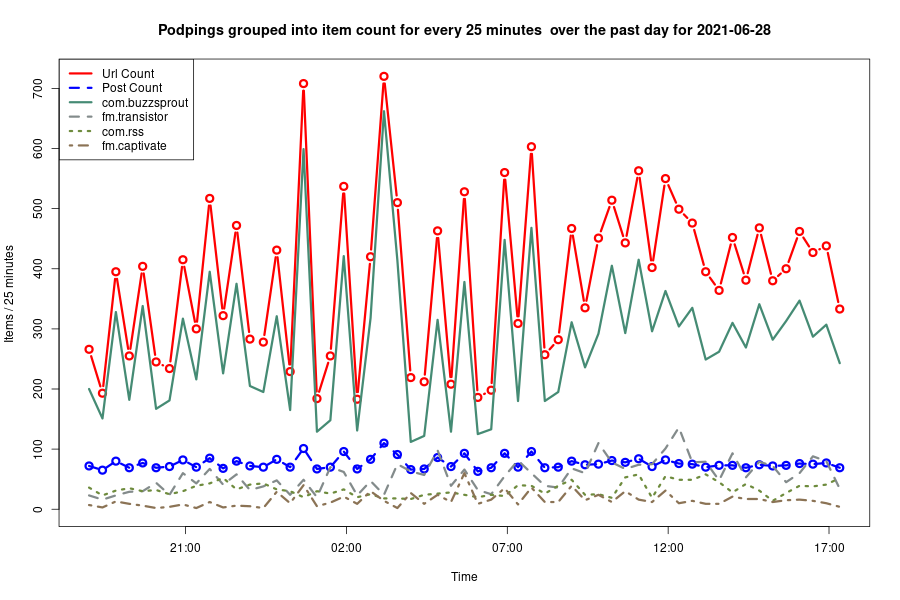 Podpings grouped into item count for every 25 minutes  over the past day for 2021-06-28
Url Count
Post Count
com.buzzsprout
fm.transistor
com.rss
fm.captivate
Items / 25 minutes
700
600
500
400
300
200
100
0
21:00
02:00
07:00
12:00
17:00
Time